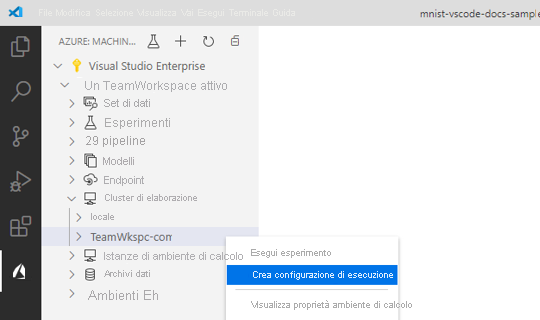 File Modifica Selezione Visualizza Vai Esegui Terminale Guida
mnist-vscode-docs-sample
AZURE: MACHIN...
Visual Studio Enterprise
Un TeamWorkspace attivo
Set di dati
Esperimenti
29 pipeline
Modelli
Endpoint
Cluster di elaborazione
locale
TeamWkspc-com
Esegui esperimento
Istanze di ambiente di calcolo
Crea configurazione di esecuzione
Archivi dati
Ambienti Eh
Visualizza proprietà ambiente di calcolo